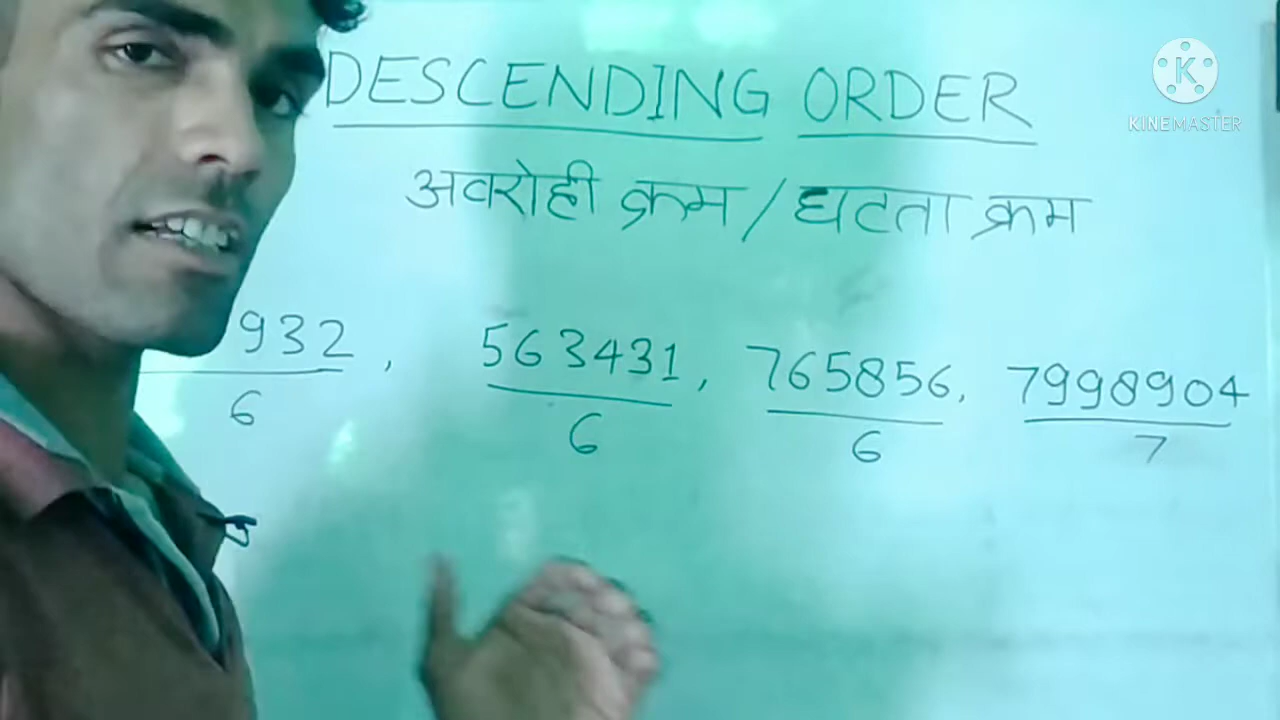 DESCENDING ORDER
K
KINEMASTER
अवरोही क्रम / घटता क्रम
932, 563431, 765856, 7998904
6 6 6 7